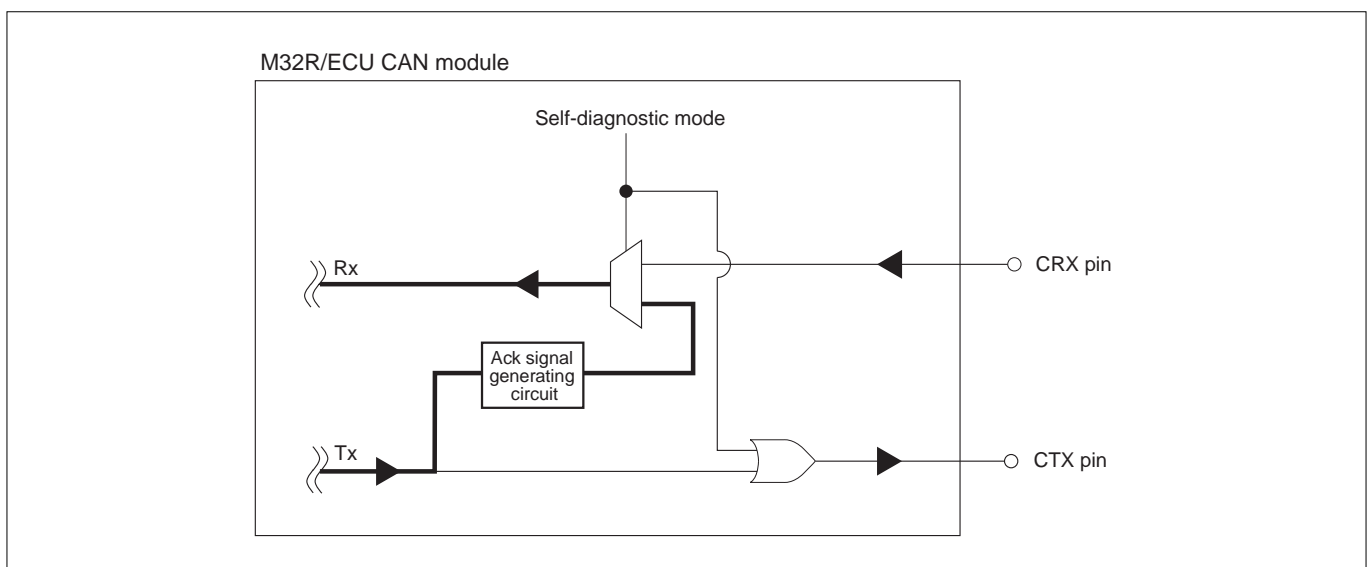 M32R/ECU CAN module
Self-diagnostic mode
Rx
CRX pin
Ack signal
generating
circuit
Tx
CTX pin